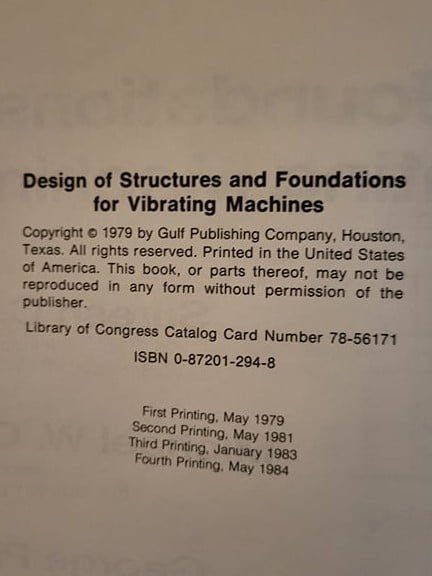 Design of Structures and Foundations
for Vibrating Machines
Copyright © 1979 by Gulf Publishing Company, Houston,
Texas. All rights reserved. Printed in the United States
of America. This book, or parts thereof, may not be
reproduced in any form without permission of the
publisher.
Library of Congress Catalog Card Number 78-56171
ISBN 0-87201-294-8
First Printing, May 1979
Second Printing, May 1981
Third Printing, January 1983
Fourth Printing, May 1984